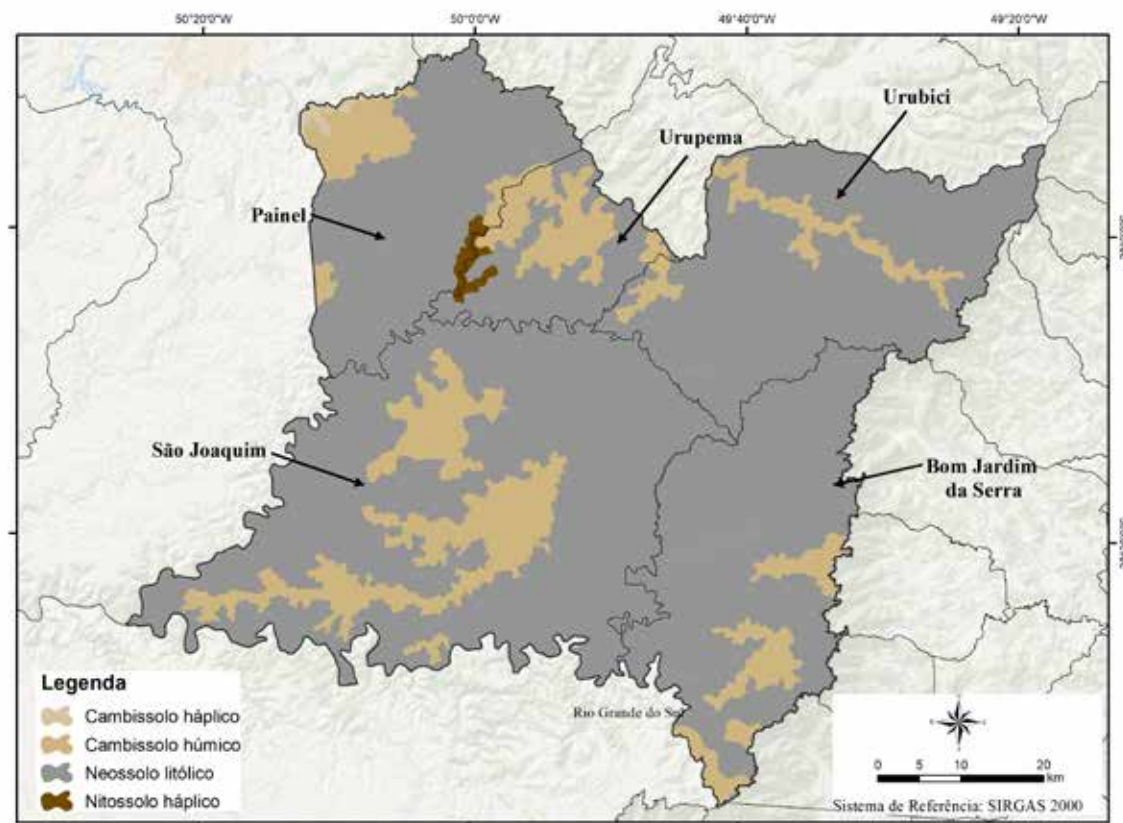 50°20'0"W 50°0'0"W 49°40'0"W 49°20'0"W
Urubici
Urupema
Painel
São Joaquim
Bom Jardim
da Serra
Rio Grande do Sul
Legenda
Cambissolo háplico
Cambissolo húmico
Neossolo litólico
Nitossolo háplico
0 5 10 20
km
Sistema de Referência: SIRGAS 2000